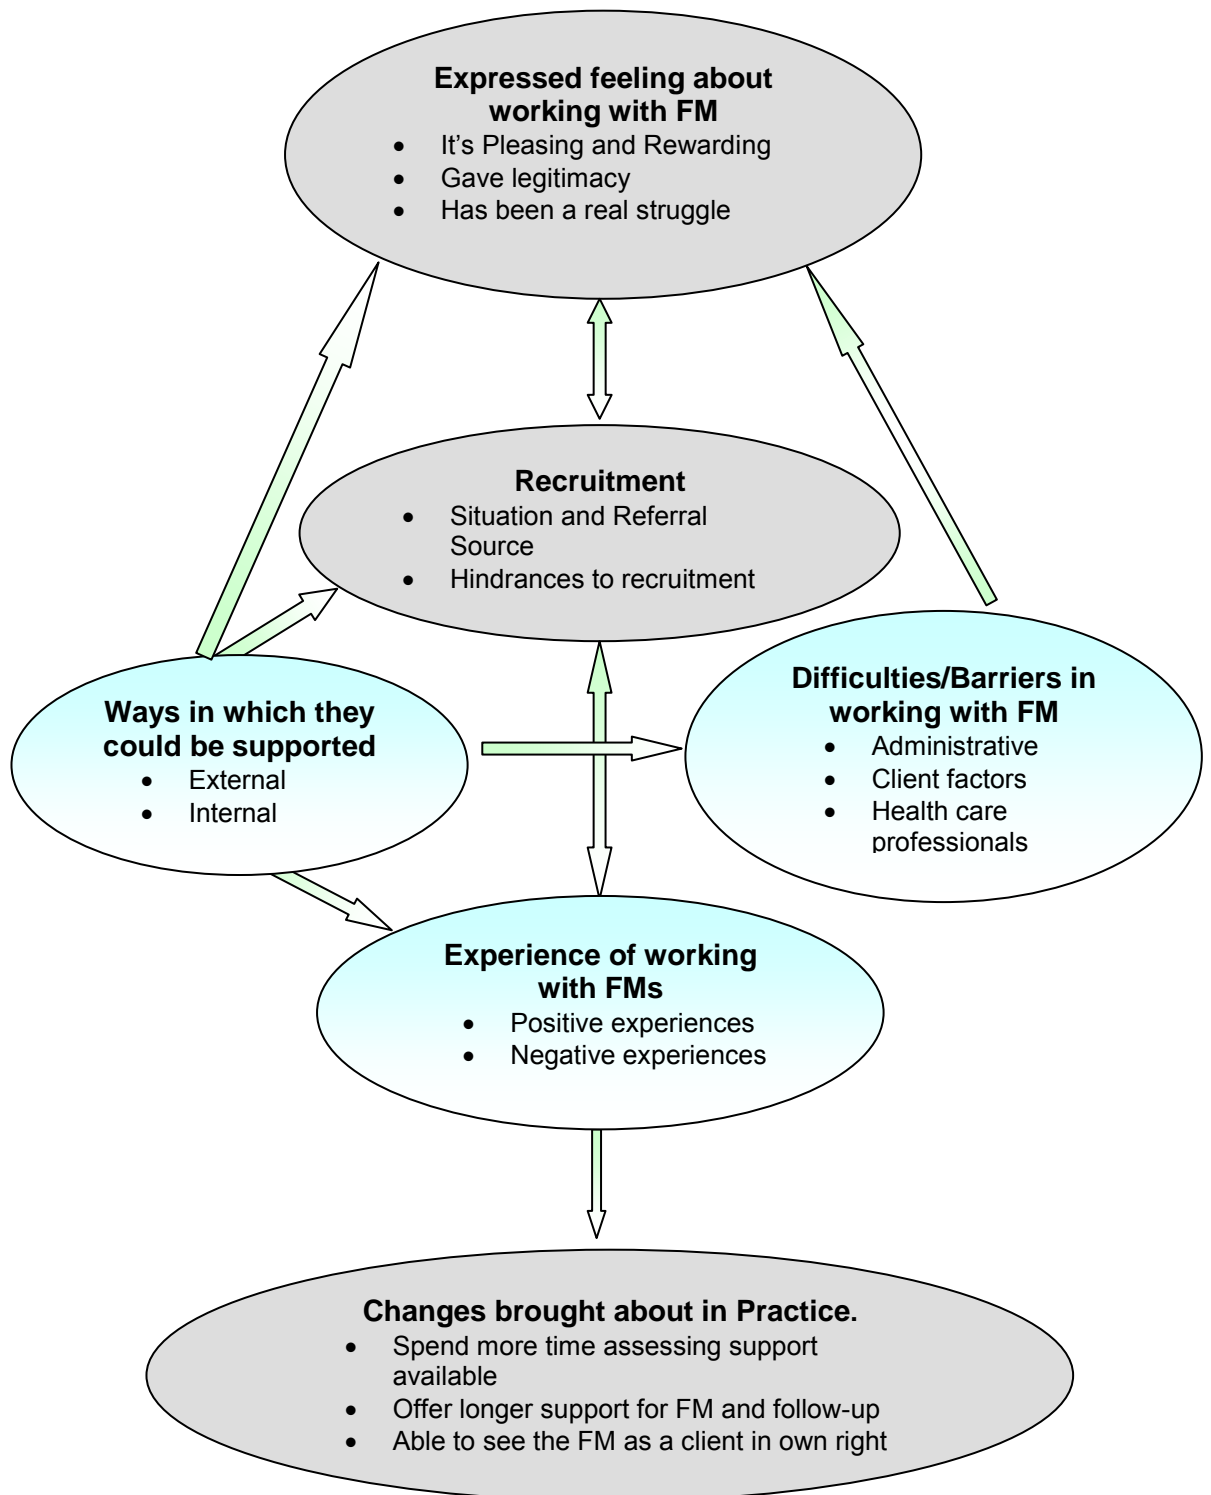 Expressed feeling about
working with FM
• It's Pleasing and Rewarding
• Gave legitimacy
• Has been a real struggle
Recruitment
• Situation and Referral
Source
• Hindrances to recruitment
Ways in which they
could be supported
• External
• Internal
Difficulties/Barriers in
working with FM
• Administrative
• Client factors
• Health care
professionals
Experience of working
with FMs
• Positive experiences
• Negative experiences
Changes brought about in Practice.
• Spend more time assessing support
available
• Offer longer support for FM and follow-up
• Able to see the FM as a client in own right